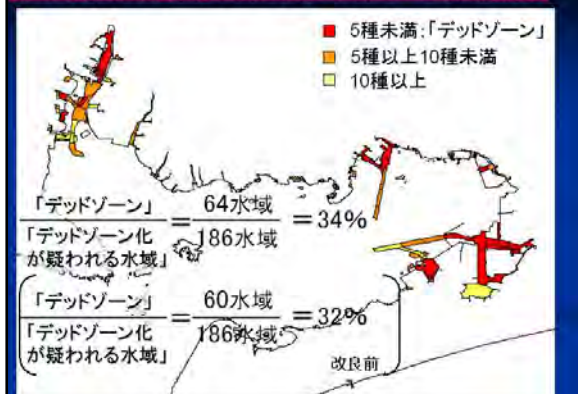 5種未満:「デッドゾーン」
5種以上10種未満
10種以上
「デッドゾーン」
「デッドゾーン化
が疑われる水域」
=
64水域
186水域
=34%
「デッドゾーン」
「デッドゾーン化
が疑われる水域」
=
60水域
186水域
=32%
改良前